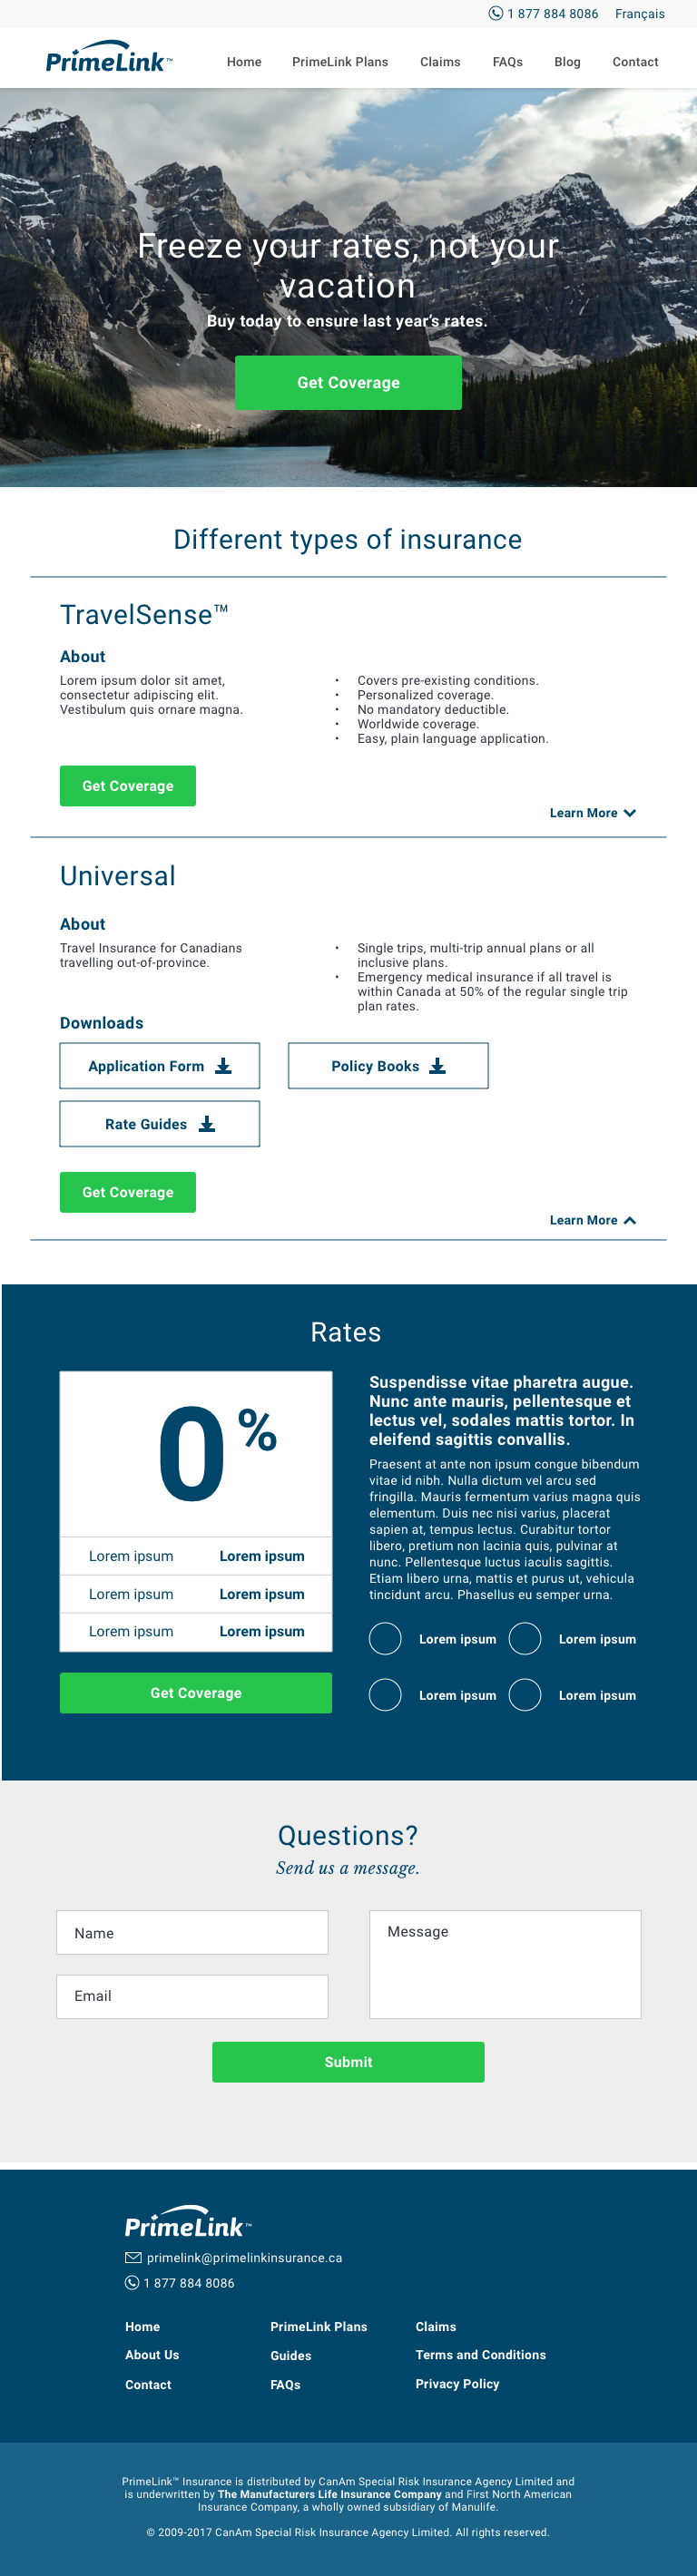 1 877 884 8086 Français
PrimeLink™ Home PrimeLink Plans Claims FAQs Blog Contact
Freeze your rates, not your
vacation
Buy today to ensure last year's rates.
Get Coverage
Different types of insurance
TravelSense™
About
Lorem ipsum dolor sit amet,
consectetur adipiscing elit.
Vestibulum quis ornare magna.
• Covers pre-existing conditions.
• Personalized coverage.
• No mandatory deductible.
• Worldwide coverage.
• Easy, plain language application.
Get Coverage
Learn More
Universal
About
Travel Insurance for Canadians
travelling out-of-province.
• Single trips, multi-trip annual plans or all
inclusive plans.
• Emergency medical insurance if all travel is
within Canada at 50% of the regular single trip
plan rates.
Downloads
Application Form
Policy Books
Rate Guides
Get Coverage
Learn More
Rates
0%
Lorem ipsum Lorem ipsum
Lorem ipsum Lorem ipsum
Lorem ipsum Lorem ipsum
Get Coverage
Suspendisse vitae pharetra augue.
Nunc ante mauris, pellentesque et
lectus vel, sodales mattis tortor. In
eleifend sagittis convallis.
Praesent at ante non ipsum congue bibendum
vitae id nibh. Nulla dictum vel arcu sed
fringilla. Mauris fermentum varius magna quis
elementum. Duis nec nisi varius, placerat
sapien at, tempus lectus. Curabitur tortor
libero, pretium non lacinia quis, pulvinar at
nunc. Pellentesque luctus iaculis sagittis.
Etiam libero urna, mattis et purus ut, vehicula
tincidunt arcu. Phasellus eu semper urna.
Lorem ipsum Lorem ipsum
Lorem ipsum Lorem ipsum
Questions?
Send us a message.
Name
Email
Message
Submit
PrimeLink™
primelink@primelinkinsurance.ca
1 877 884 8086
Home PrimeLink Plans Claims
About Us Guides Terms and Conditions
Contact FAQs Privacy Policy
PrimeLink™ Insurance is distributed by CanAm Special Risk Insurance Agency Limited and
is underwritten by The Manufacturers Life Insurance Company and First North American
Insurance Company, a wholly owned subsidiary of Manulife.
© 2009-2017 CanAm Special Risk Insurance Agency Limited. All rights reserved.